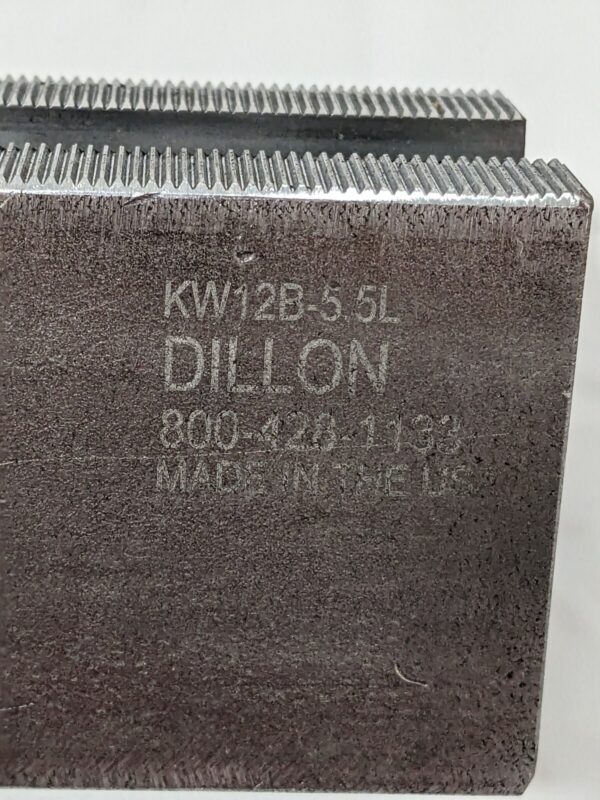 KW12B-5.5L
DILLON
800-428-1133
MADE IN THE USA